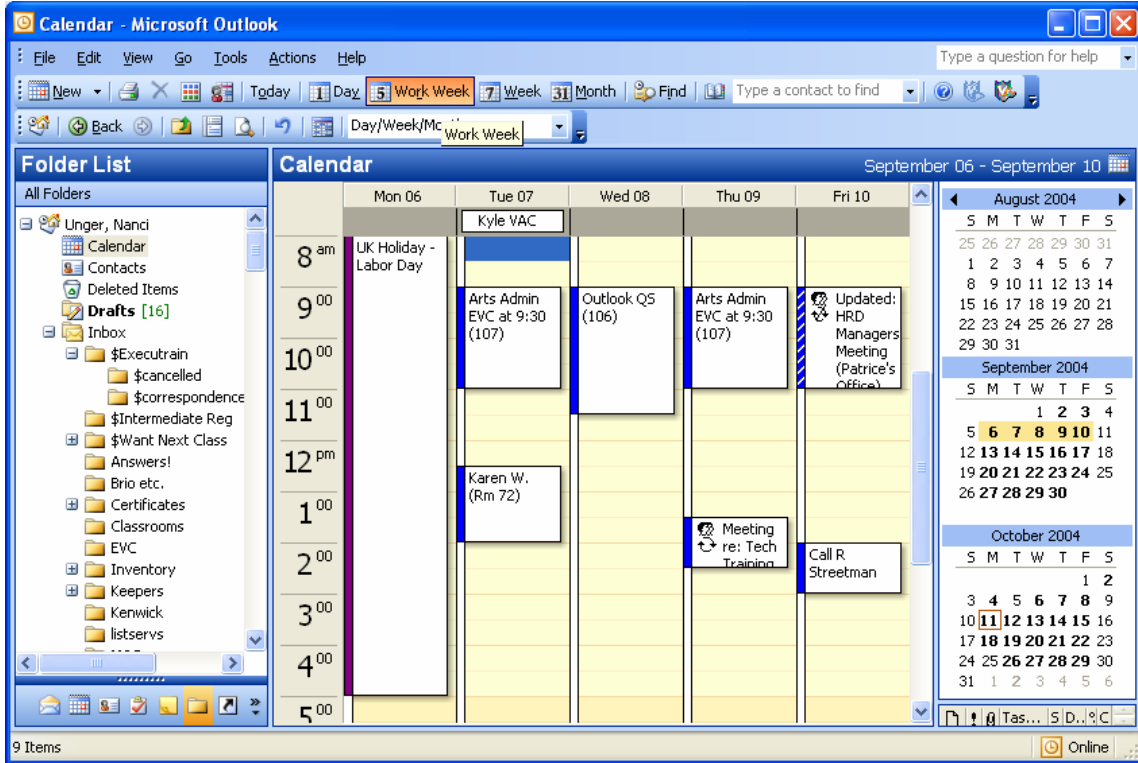 Calendar - Microsoft Outlook
File Edit View Go Tools Actions Help Type a question for help
New Today 1 Day 5 Work Week 7 Week 31 Month Find Type a contact to find
Back Day/Week/Mo
Work Week
Folder List
All Folders
Unger, Nanci
Calendar
Contacts
Deleted Items
Drafts [16]
Inbox
$Executrain
$cancelled
$correspondence
$Intermediate Reg
$Want Next Class
Answers!
Brio etc.
Certificates
Classrooms
EVC
Inventory
Keepers
Kenwick
listservs
Calendar September 06 - September 10
Mon 06 Tue 07 Wed 08 Thu 09 Fri 10
Kyle VAC
8 am
9 00
10 00
11 00
12 pm
1 00
2 00
3 00
4 00
5 00
UK Holiday -
Labor Day
Arts Admin
EVC at 9:30
(107)
Karen W.
(Rm 72)
Outlook QS
(106)
Arts Admin
EVC at 9:30
(107)
Meeting
re: Tech
Training
Updated:
HRD
Managers
Meeting
(Patrice's
Office)
Call R
Streetman
August 2004
S M T W T F S
25 26 27 28 29 30 31
1 2 3 4 5 6 7
8 9 10 11 12 13 14
15 16 17 18 19 20 21
22 23 24 25 26 27 28
29 30 31
September 2004
S M T W T F S
1 2 3 4
5 6 7 8 9 10 11
12 13 14 15 16 17 18
19 20 21 22 23 24 25
26 27 28 29 30
October 2004
S M T W T F S
1 2
3 4 5 6 7 8 9
10 11 12 13 14 15 16
17 18 19 20 21 22 23
24 25 26 27 28 29 30
31 1 2 3 4 5 6
! Tas... S D.. C
9 Items Online